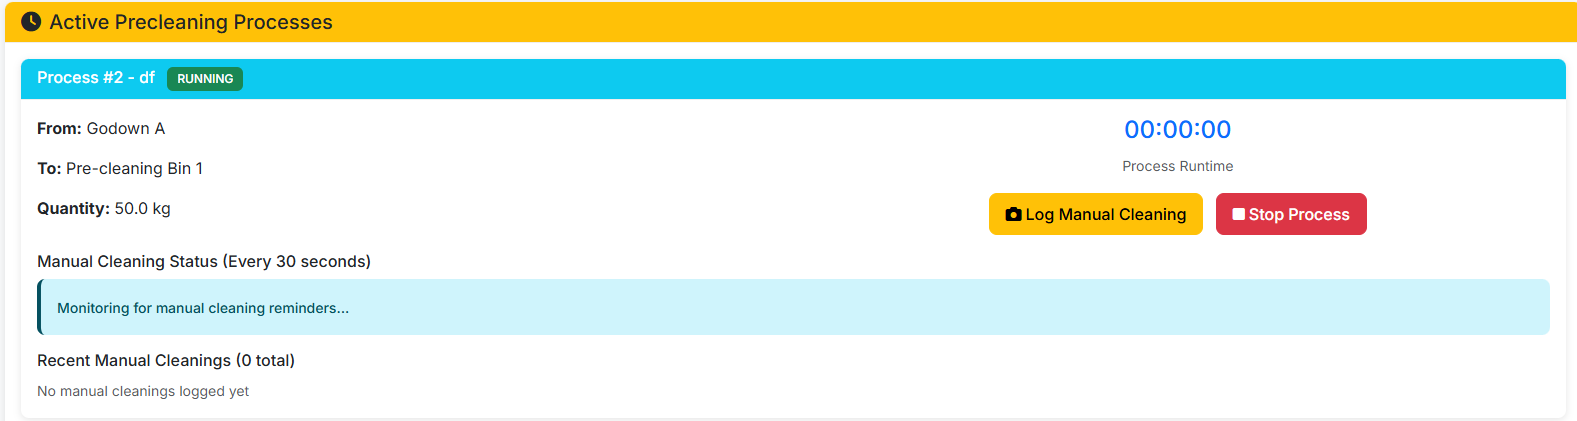 Active Precleaning Processes
Process #2 - df RUNNING
From: Godown A
To: Pre-cleaning Bin 1
Quantity: 50.0 kg
00:00:00
Process Runtime
Log Manual Cleaning
Stop Process
Manual Cleaning Status (Every 30 seconds)
Monitoring for manual cleaning reminders...
Recent Manual Cleanings (0 total)
No manual cleanings logged yet